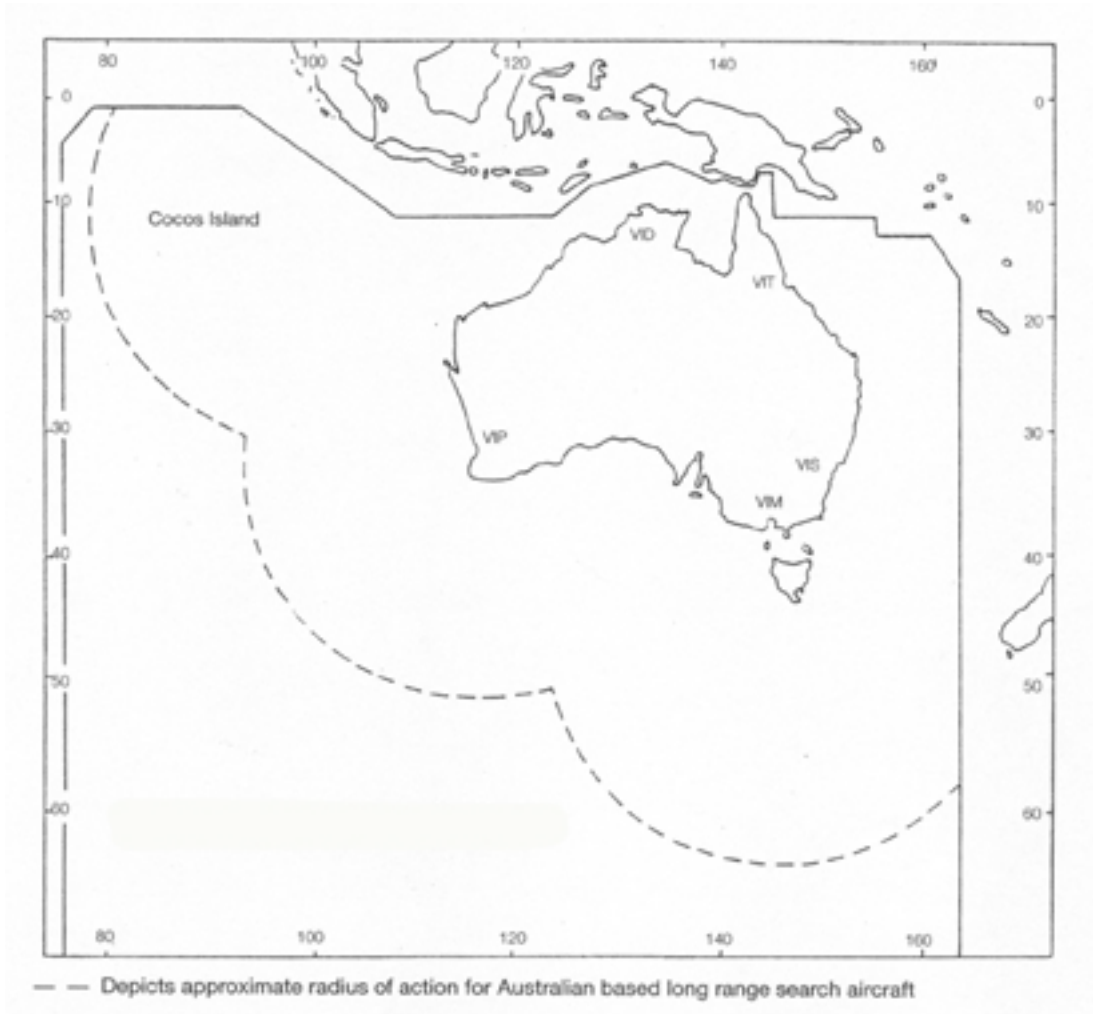 80 100 120 140 160
0 0
10 10
Cocos Island
VID
VIT
20 20
30 30
VIP
VIS
VIM
40 40
50 50
60 60
80 100 120 140 160
Depicts approximate radius of action for Australian based long range search aircraft